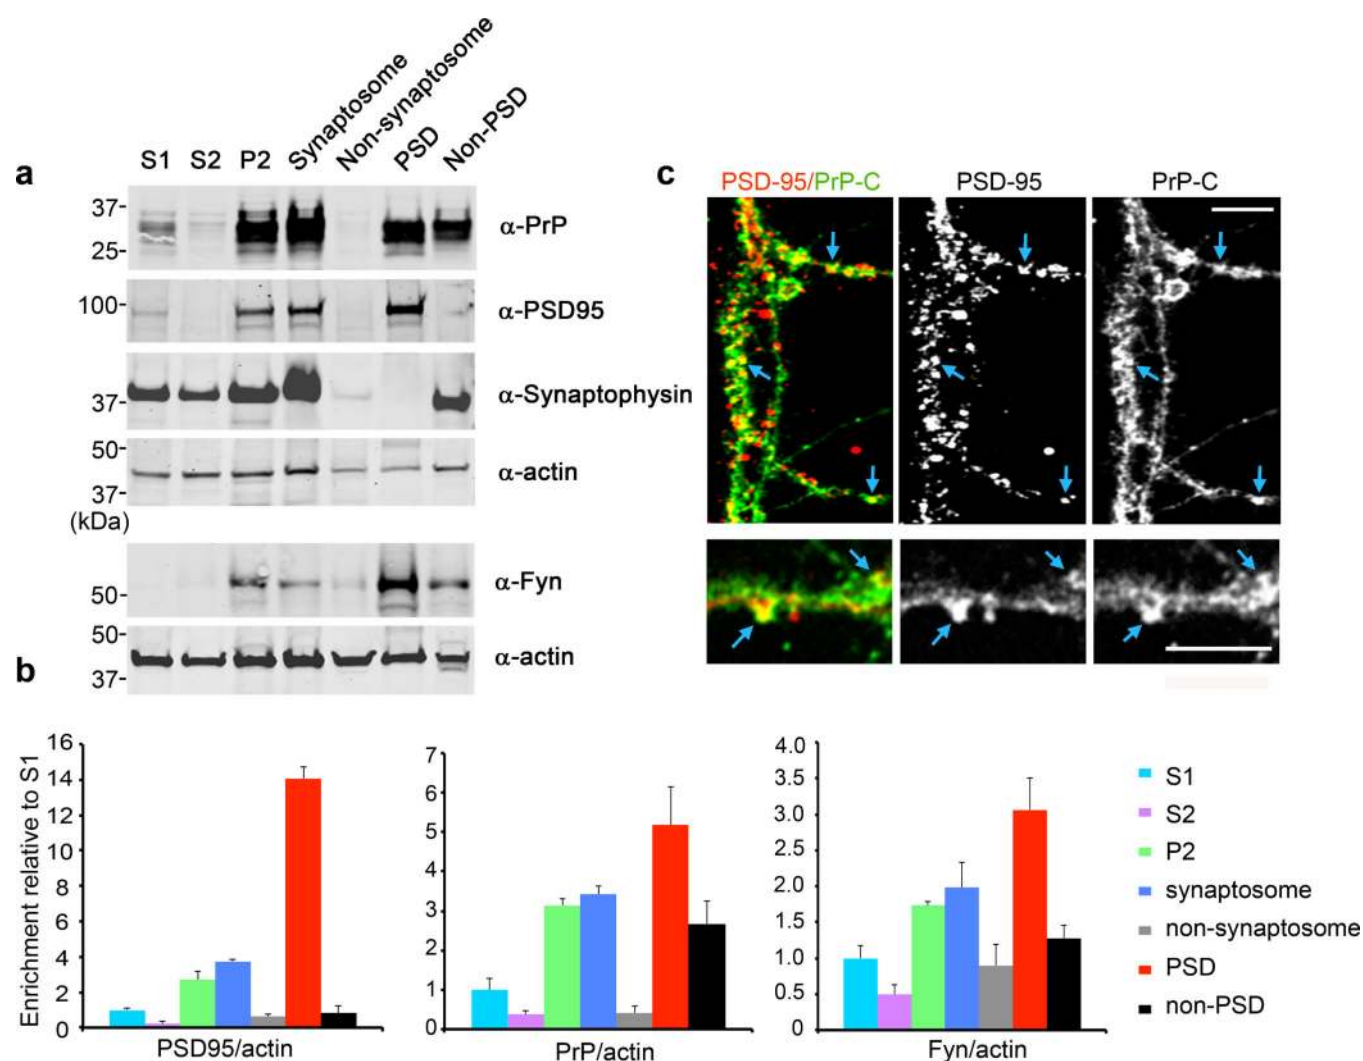 a
S1 S2 P2 Synaptosome Non-synaptosome PSD Non-PSD
37-
25-
α-PrP
100-
α-PSD95
37-
α-Synaptophysin
50-
37-
α-actin
(kDa)
50-
α-Fyn
50-
37-
α-actin
c
PSD-95/PrP-C PSD-95 PrP-C
b
Enrichment relative to S1
16
14
12
10
8
6
4
2
0
PSD95/actin
7
6
5
4
3
2
1
0
PrP/actin
4.0
3.5
3.0
2.5
2.0
1.5
1.0
0.5
0
Fyn/actin
S1
S2
P2
synaptosome
non-synaptosome
PSD
non-PSD